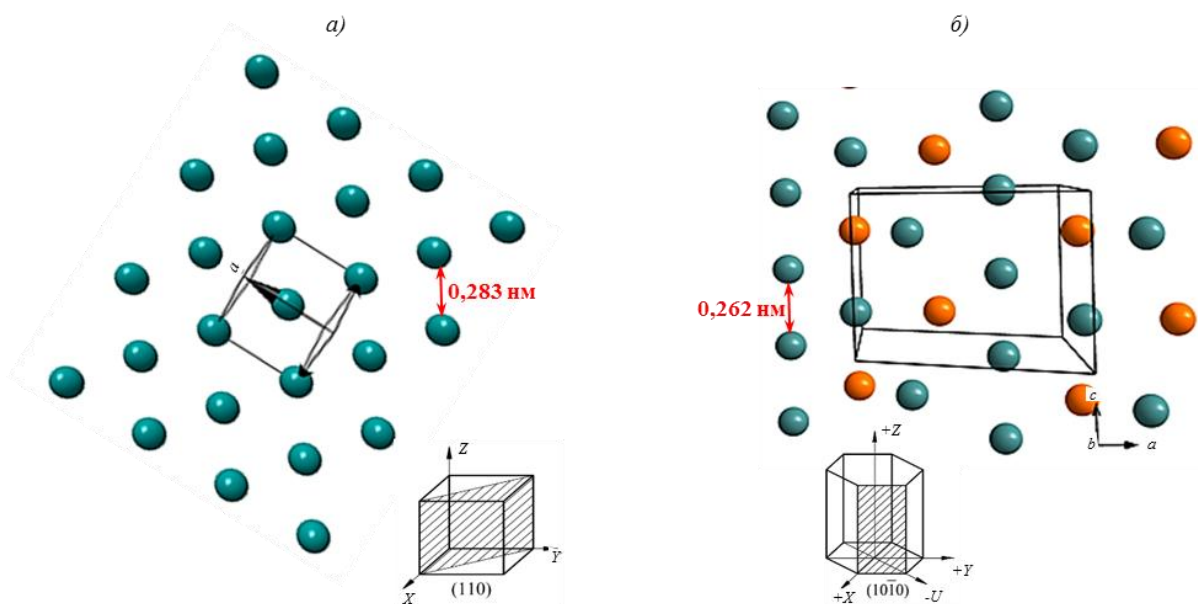 а)
б)
a
0,283 нм
0,262 нм
c
b
a
Z
Y
X
(110)
+Z
+Y
+X
(101̄0)
-U